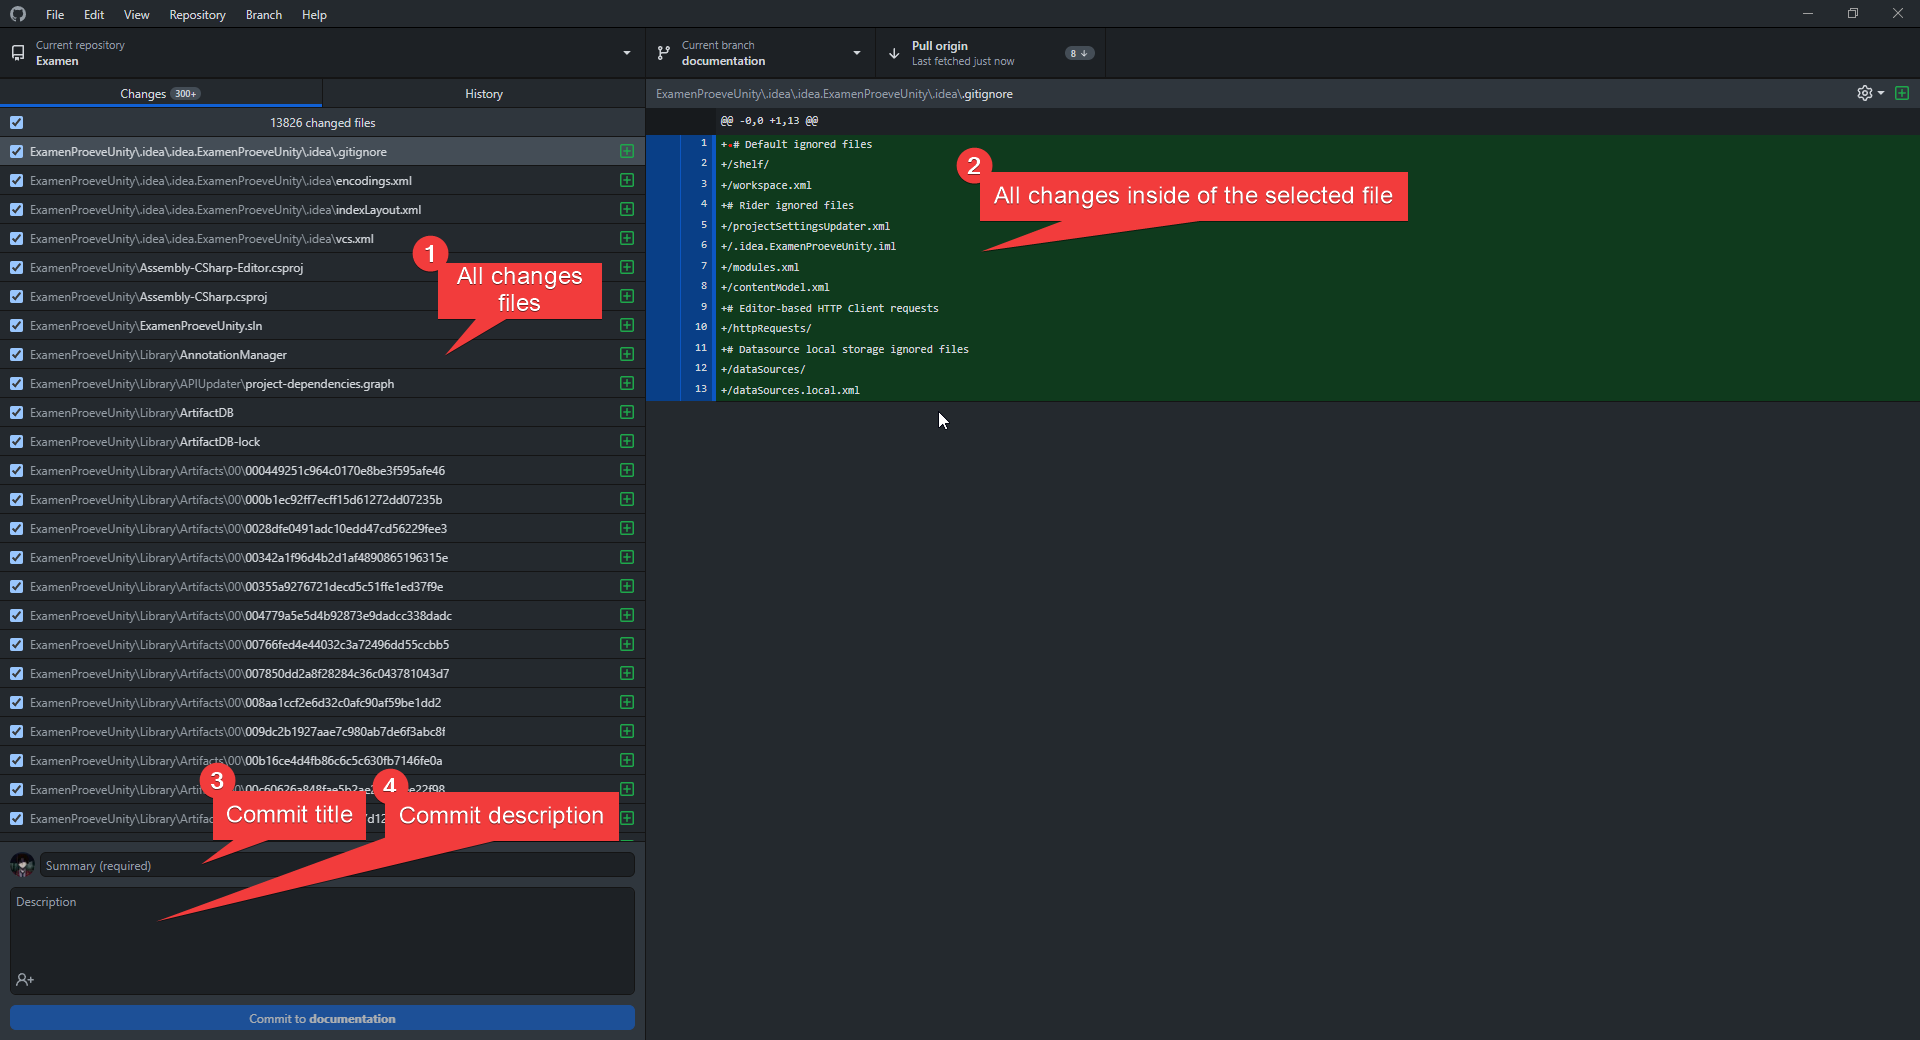 File Edit View Repository Branch Help
Current repository
Examen
Current branch
documentation
Pull origin
Last fetched just now
8
Changes 300+
History
ExamenProeveUnity\.idea\.idea.ExamenProeveUnity\.idea\.gitignore
13826 changed files
ExamenProeveUnity\.idea\.idea.ExamenProeveUnity\.idea\.gitignore
ExamenProeveUnity\.idea\.idea.ExamenProeveUnity\.idea\encodings.xml
ExamenProeveUnity\.idea\.idea.ExamenProeveUnity\.idea\indexLayout.xml
ExamenProeveUnity\.idea\.idea.ExamenProeveUnity\.idea\vcs.xml
ExamenProeveUnity\Assembly-CSharp-Editor.csproj
ExamenProeveUnity\Assembly-CSharp.csproj
ExamenProeveUnity\ExamenProeveUnity.sln
ExamenProeveUnity\Library\AnnotationManager
ExamenProeveUnity\Library\APIUpdater\project-dependencies.graph
ExamenProeveUnity\Library\ArtifactDB
ExamenProeveUnity\Library\ArtifactDB-lock
ExamenProeveUnity\Library\Artifacts\00\000449251c964c0170e8be3f595afe46
ExamenProeveUnity\Library\Artifacts\00\000b1ec92ff7ecff15d61272dd07235b
ExamenProeveUnity\Library\Artifacts\00\0028dfe0491adc10edd47cd56229fee3
ExamenProeveUnity\Library\Artifacts\00\00342a1f96d4b2d1af4890865196315e
ExamenProeveUnity\Library\Artifacts\00\00355a9276721decd5c51ffe1ed37f9e
ExamenProeveUnity\Library\Artifacts\00\004779a5e5d4b92873e9dadcc338dadc
ExamenProeveUnity\Library\Artifacts\00\00766fed4e44032c3a72496dd55ccbb5
ExamenProeveUnity\Library\Artifacts\00\007850dd2a8f28284c36c043781043d7
ExamenProeveUnity\Library\Artifacts\00\008aa1ccf2e6d32c0afc90af59be1dd2
ExamenProeveUnity\Library\Artifacts\00\009dc2b1927aae7c980ab7de6f3abc8f
ExamenProeveUnity\Library\Artifacts\00\00b16ce4d4fb86c6c5c630fb7146fe0a
ExamenProeveUnity\Library\Arti
ExamenProeveUnity\Library\Artifac
1
All changes
files
3
Commit title
4
Commit description
Summary (required)
Description
Commit to documentation
@@ -0,0 +1,13 @@
1 +# Default ignored files
2 +/shelf/
3 +/workspace.xml
4 +# Rider ignored files
5 +/projectSettingsUpdater.xml
6 +/.idea.ExamenProeveUnity.iml
7 +/modules.xml
8 +/contentModel.xml
9 +# Editor-based HTTP Client requests
10 +/httpRequests/
11 +# Datasource local storage ignored files
12 +/dataSources/
13 +/dataSources.local.xml
2
All changes inside of the selected file